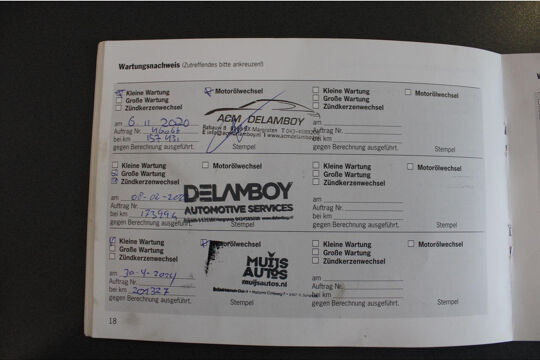 Wartungsnachweis (Zutreffendes bitte ankreuzen!)
Kleine Wartung Motorölwechsel
Große Wartung
Zündkerzenwechsel
am 6 11 2020
Auftrag Nr.
bei km 157431
gegen Berechnung ausgeführt. Stempel
ACM DELAMBOY
Kleine Wartung Motorölwechsel
Große Wartung
Zündkerzenwechsel
am
Auftrag Nr.
bei km
gegen Berechnung ausgeführt. Stempel
Kleine Wartung Motorölwechsel
Große Wartung
Zündkerzenwechsel
am
Auftrag Nr.
bei km 173994
gegen Berechnung ausgeführt. Stempel
DELAMBOY
AUTOMOTIVE SERVICES
Kleine Wartung Motorölwechsel
Große Wartung
Zündkerzenwechsel
am
Auftrag Nr.
bei km
gegen Berechnung ausgeführt. Stempel
Kleine Wartung Motorölwechsel
Große Wartung
Zündkerzenwechsel
am 30-4-2024
Auftrag Nr.
bei km 201327
gegen Berechnung ausgeführt. Stempel
MUIJS
AUTOS
muijsautos.nl
Kleine Wartung Motorölwechsel
Große Wartung
Zündkerzenwechsel
am
Auftrag Nr.
bei km
gegen Berechnung ausgeführt. Stempel
18